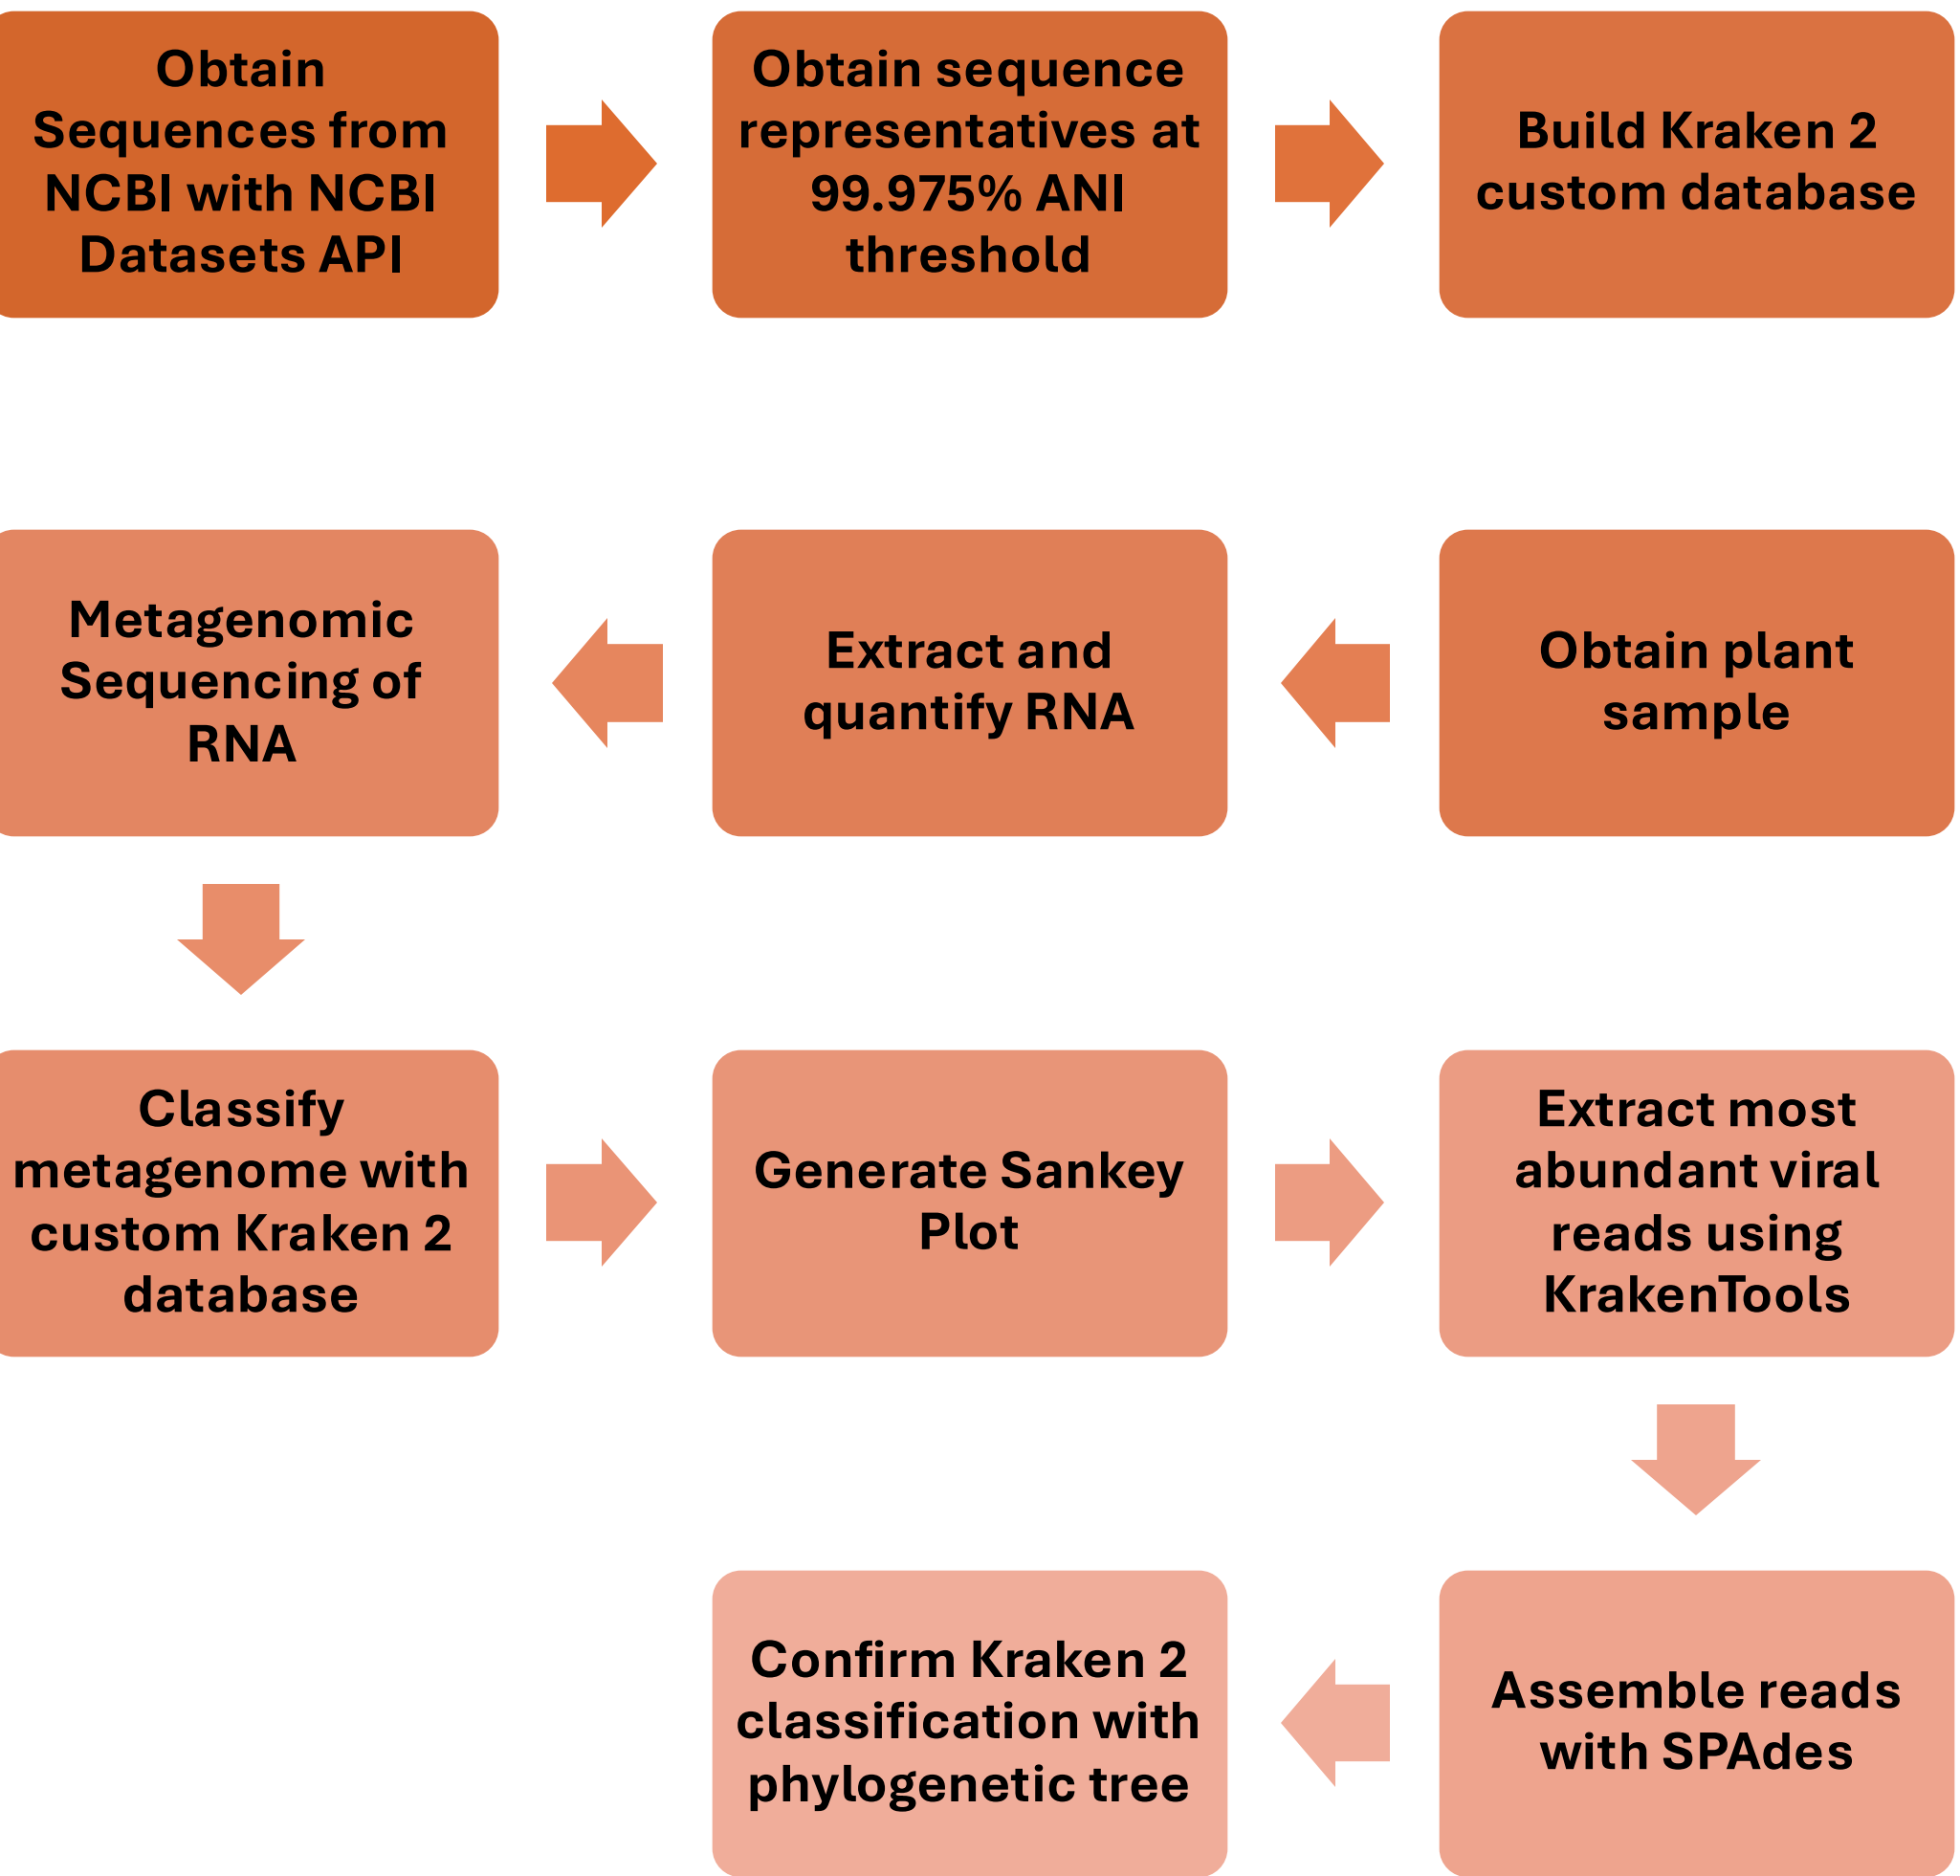 Obtain
Sequences from
NCBI with NCBI
Datasets API
Obtain sequence
representatives at
99.975% ANI
threshold
Build Kraken 2
custom database
Obtain plant
sample
Extract and
quantify RNA
Metagenomic
Sequencing of
RNA
Classify
metagenome with
custom Kraken 2
database
Generate Sankey
Plot
Extract most
abundant viral
reads using
KrakenTools
Assemble reads
with SPAdes
Confirm Kraken 2
classification with
phylogenetic tree